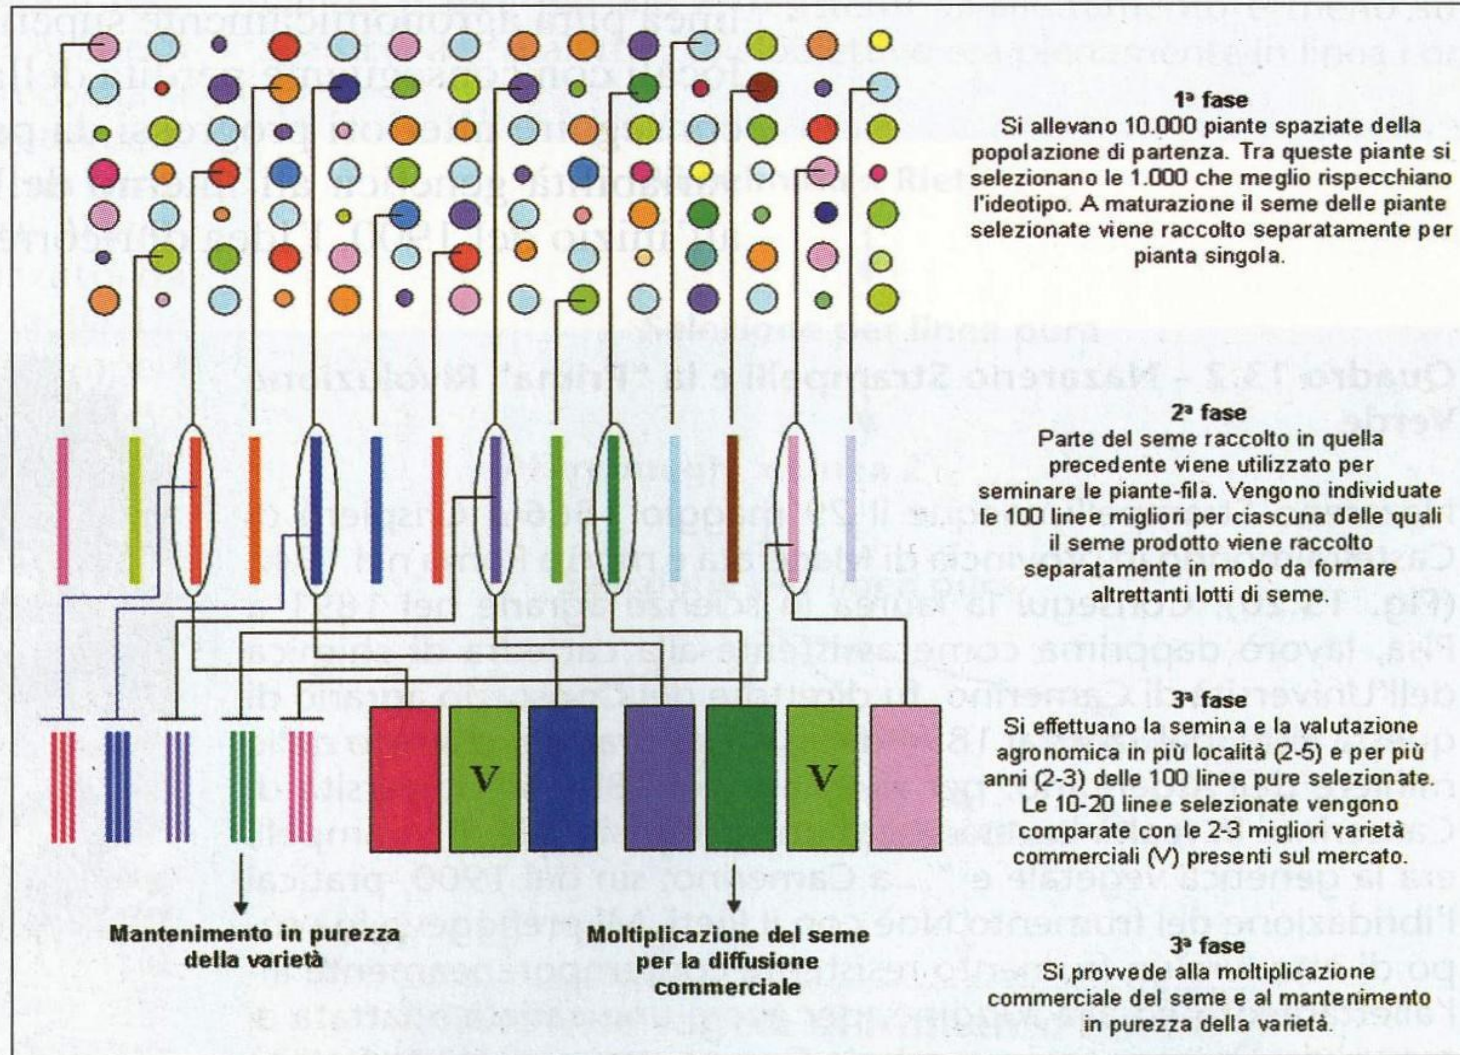 1ª fase
Si allevano 10.000 piante spaziate della
popolazione di partenza. Tra queste piante si
selezionano le 1.000 che meglio rispecchiano
l'ideotipo. A maturazione il seme delle piante
selezionate viene raccolto separatamente per
pianta singola.
2ª fase
Parte del seme raccolto in quella
precedente viene utilizzato per
seminare le piante-fila. Vengono individuate
le 100 linee migliori per ciascuna delle quali
il seme prodotto viene raccolto
separatamente in modo da formare
altrettanti lotti di seme.
3ª fase
Si effettuano la semina e la valutazione
agronomica in più località (2-5) e per più
anni (2-3) delle 100 linee pure selezionate.
Le 10-20 linee selezionate vengono
comparate con le 2-3 migliori varietà
commerciali (V) presenti sul mercato.
V
V
Mantenimento in purezza
della varietà
Moltiplicazione del seme
per la diffusione
commerciale
3ª fase
Si provvede alla moltiplicazione
commerciale del seme e al mantenimento
in purezza della varietà.